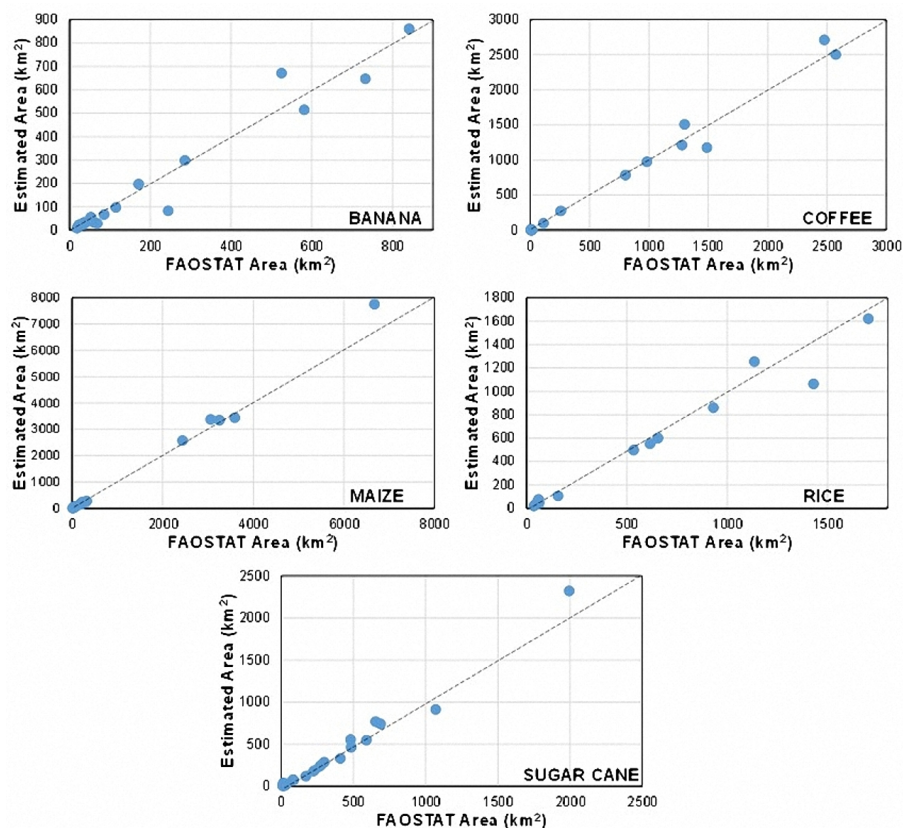 900
800
700
600
500
400
300
200
100
0
0 200 400 600 800
Estimated Area (km²)
FAOSTAT Area (km²)
BANANA
3000
2500
2000
1500
1000
500
0
0 500 1000 1500 2000 2500 3000
Estimated Area (km²)
FAOSTAT Area (km²)
COFFEE
8000
7000
6000
5000
4000
3000
2000
1000
0
0 2000 4000 6000 8000
Estimated Area (km²)
FAOSTAT Area (km²)
MAIZE
1800
1600
1400
1200
1000
800
600
400
200
0
0 500 1000 1500
Estimated Area (km²)
FAOSTAT Area (km²)
RICE
2500
2000
1500
1000
500
0
0 500 1000 1500 2000 2500
Estimated Area (km²)
FAOSTAT Area (km²)
SUGAR CANE